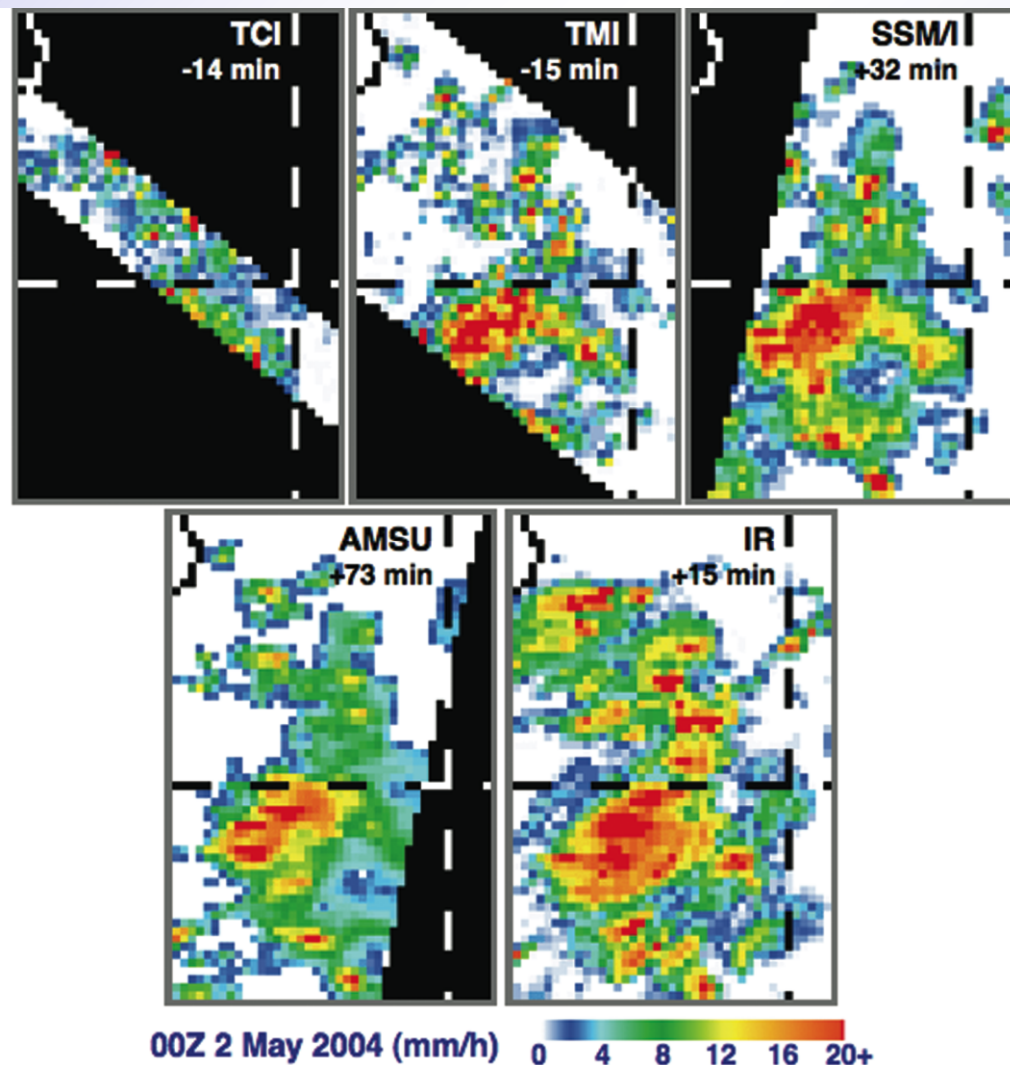 TCI
-14 min
TMI
-15 min
SSM/I
+32 min
AMSU
+73 min
IR
+15 min
00Z 2 May 2004 (mm/h)
0 4 8 12 16 20+